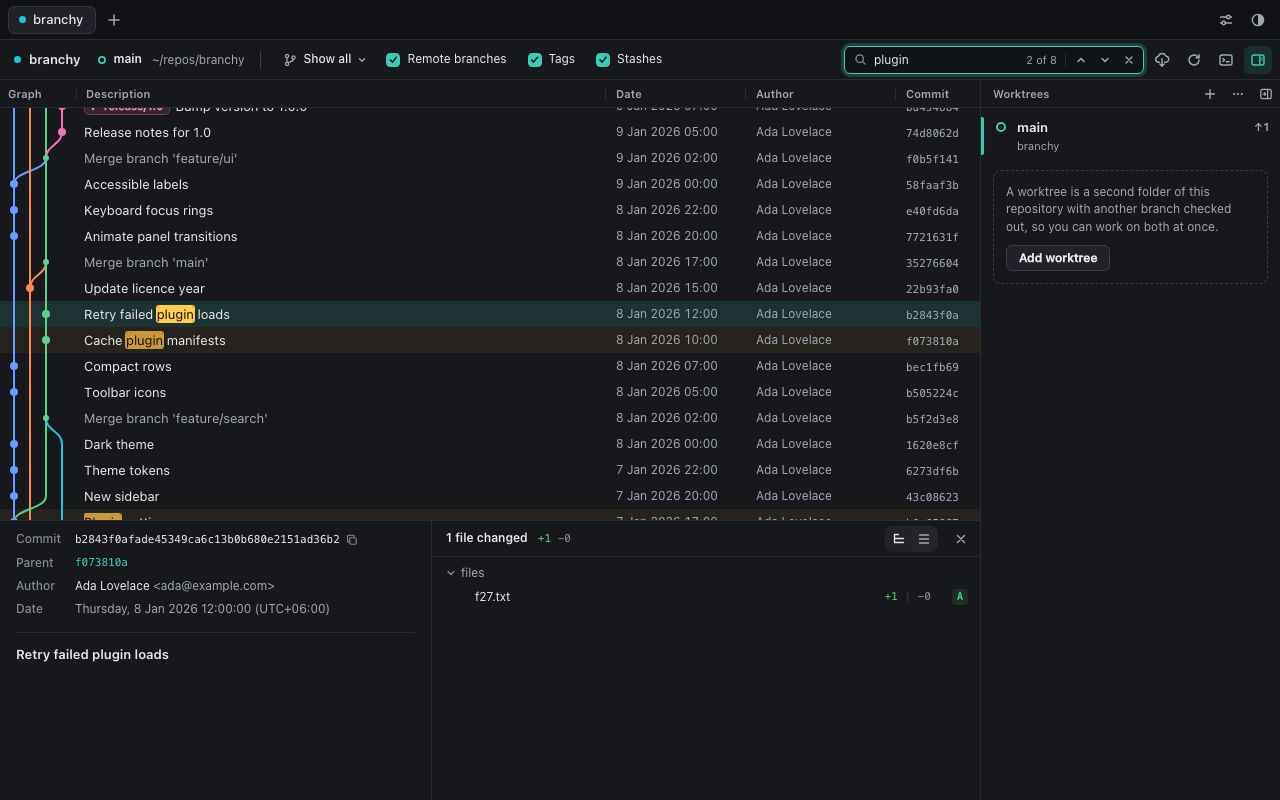 branchy
branchy main ~/repos/branchy Show all Remote branches Tags Stashes plugin 2 of 8
Graph Description Date Author Commit Worktrees
release/1.0 Bump version to 1.0.0 Ada Lovelace
Release notes for 1.0 9 Jan 2026 05:00 Ada Lovelace 74d8062d
Merge branch 'feature/ui' 9 Jan 2026 02:00 Ada Lovelace f0b5f141
Accessible labels 9 Jan 2026 00:00 Ada Lovelace 58faaf3b
Keyboard focus rings 8 Jan 2026 22:00 Ada Lovelace e40fd6da
Animate panel transitions 8 Jan 2026 20:00 Ada Lovelace 7721631f
Merge branch 'main' 8 Jan 2026 17:00 Ada Lovelace 35276604
Update licence year 8 Jan 2026 15:00 Ada Lovelace 22b93fa0
Retry failed plugin loads 8 Jan 2026 12:00 Ada Lovelace b2843f0a
Cache plugin manifests 8 Jan 2026 10:00 Ada Lovelace f073810a
Compact rows 8 Jan 2026 07:00 Ada Lovelace bec1fb69
Toolbar icons 8 Jan 2026 05:00 Ada Lovelace b505224c
Merge branch 'feature/search' 8 Jan 2026 02:00 Ada Lovelace b5f2d3e8
Dark theme 8 Jan 2026 00:00 Ada Lovelace 1620e8cf
Theme tokens 7 Jan 2026 22:00 Ada Lovelace 6273df6b
New sidebar 7 Jan 2026 20:00 Ada Lovelace 43c08623
main ↑1
branchy
A worktree is a second folder of this
repository with another branch checked
out, so you can work on both at once.
Add worktree
Commit b2843f0afade45349ca6c13b0b680e2151ad36b2
Parent f073810a
Author Ada Lovelace <ada@example.com>
Date Thursday, 8 Jan 2026 12:00:00 (UTC+06:00)
Retry failed plugin loads
1 file changed +1 −0
files
f27.txt +1 −0 A